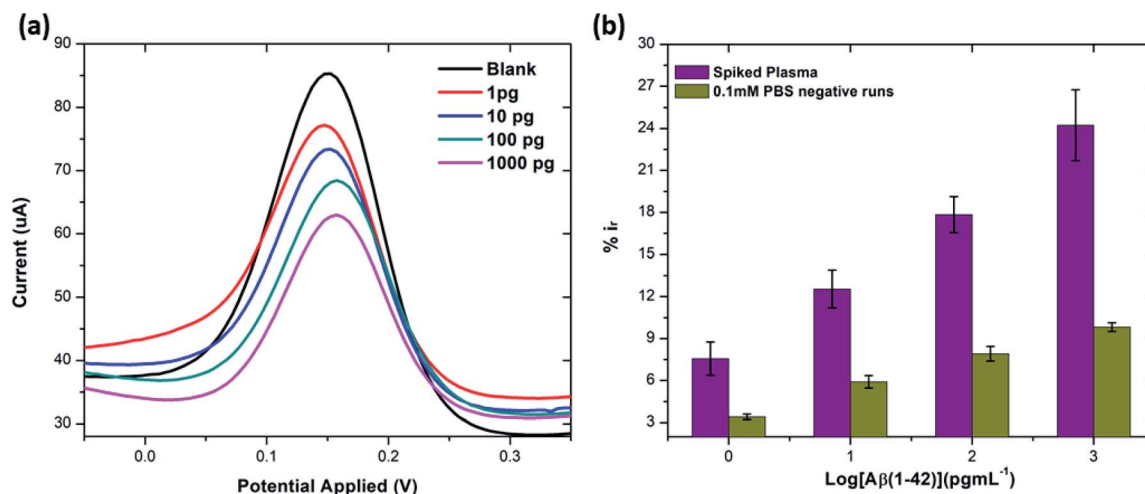 (a)
90
80
70
60
50
40
30
Current (uA)
0.0 0.1 0.2 0.3
Potential Applied (V)
Blank
1pg
10 pg
100 pg
1000 pg
(b)
30
27
24
21
18
15
12
9
6
3
% iᵣ
Spiked Plasma
0.1mM PBS negative runs
0 1 2 3
Log[Aβ(1-42)](pgmL⁻¹)